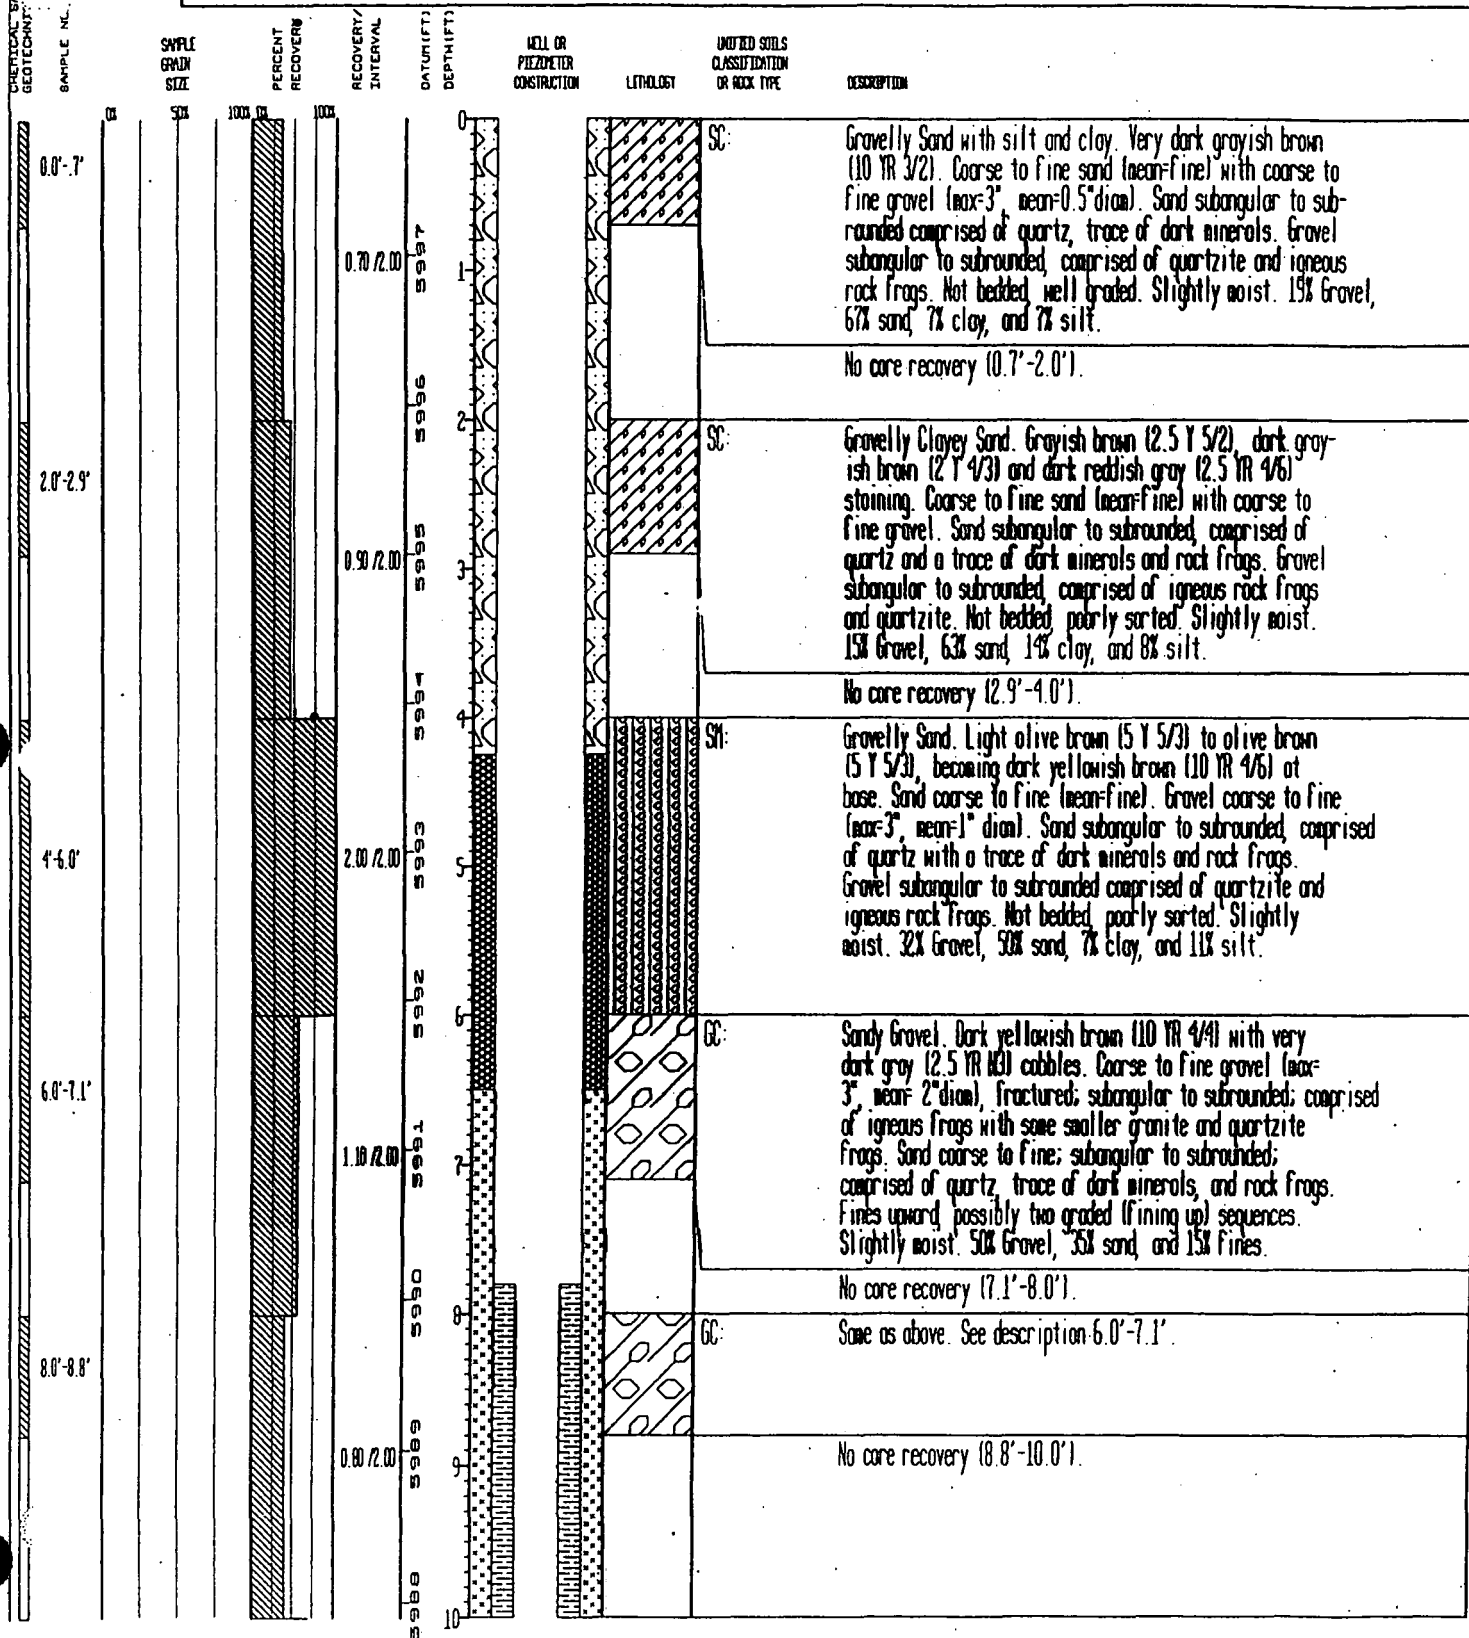 GEOTECHNI
SAMPLE
SAMPLE
GRAIN
SIZE
PERCENT
RECOVERY
RECOVERY/
INTERVAL
DATUM(FT)
DEPTH(FT)
WELL OR
PIEZOMETER
CONSTRUCTION
LITHOLOGY
UNIFIED SOILS
CLASSIFICATION
OR ROCK TYPE
DESCRIPTION
0% 50% 100% 0% 100%
0.0'-.7'
0.70 /2.00
5997
0
1
SC:
Gravelly Sand with silt and clay. Very dark grayish brown
(10 YR 3/2). Coarse to fine sand (mean=fine) with coarse to
fine gravel (max=3", mean=0.5"diam). Sand subangular to sub-
rounded comprised of quartz, trace of dark minerals. Gravel
subangular to subrounded, comprised of quartzite and igneous
rock frags. Not bedded, well graded. Slightly moist. 19% Gravel,
67% sand, 7% clay, and 7% silt.
No core recovery (0.7'-2.0').
2.0'-2.9'
0.90 /2.00
5996
5995
2
3
SC:
Gravelly Clayey Sand. Grayish brown (2.5 Y 5/2), dark gray-
ish brown (2 Y 4/3) and dark reddish gray (2.5 YR 4/6)
staining. Coarse to fine sand (mean=fine) with coarse to
fine gravel. Sand subangular to subrounded, comprised of
quartz and a trace of dark minerals and rock frags. Gravel
subangular to subrounded, comprised of igneous rock frags
and quartzite. Not bedded, poorly sorted. Slightly moist.
15% Gravel, 63% sand, 14% clay, and 8% silt.
No core recovery (2.9'-4.0').
4'-6.0'
2.00 /2.00
5994
5993
4
5
SM:
Gravelly Sand. Light olive brown (5 Y 5/3) to olive brown
(5 Y 5/3), becoming dark yellowish brown (10 YR 4/6) at
base. Sand coarse to fine (mean=fine). Gravel coarse to fine
(max=3", mean=1" diam). Sand subangular to subrounded, comprised
of quartz with a trace of dark minerals and rock frags.
Gravel subangular to subrounded comprised of quartzite and
igneous rock frags. Not bedded, poorly sorted. Slightly
moist. 32% Gravel, 50% sand, 7% clay, and 11% silt.
6.0'-7.1'
1.10 /2.00
5992
5991
6
7
GC:
Sandy Gravel. Dark yellowish brown (10 YR 4/4) with very
dark gray (2.5 YR N3) cobbles. Coarse to fine gravel (max=
3", mean= 2"diam), fractured; subangular to subrounded; comprised
of igneous frags with some smaller granite and quartzite
frags. Sand coarse to fine; subangular to subrounded;
comprised of quartz, trace of dark minerals, and rock frags.
Fines upward, possibly two graded (fining up) sequences.
Slightly moist. 50% Gravel, 35% sand, and 15% fines.
No core recovery (7.1'-8.0').
8.0'-8.8'
0.80 /2.00
5990
5989
5988
8
9
10
GC:
Same as above. See description 6.0'-7.1'.
No core recovery (8.8'-10.0').